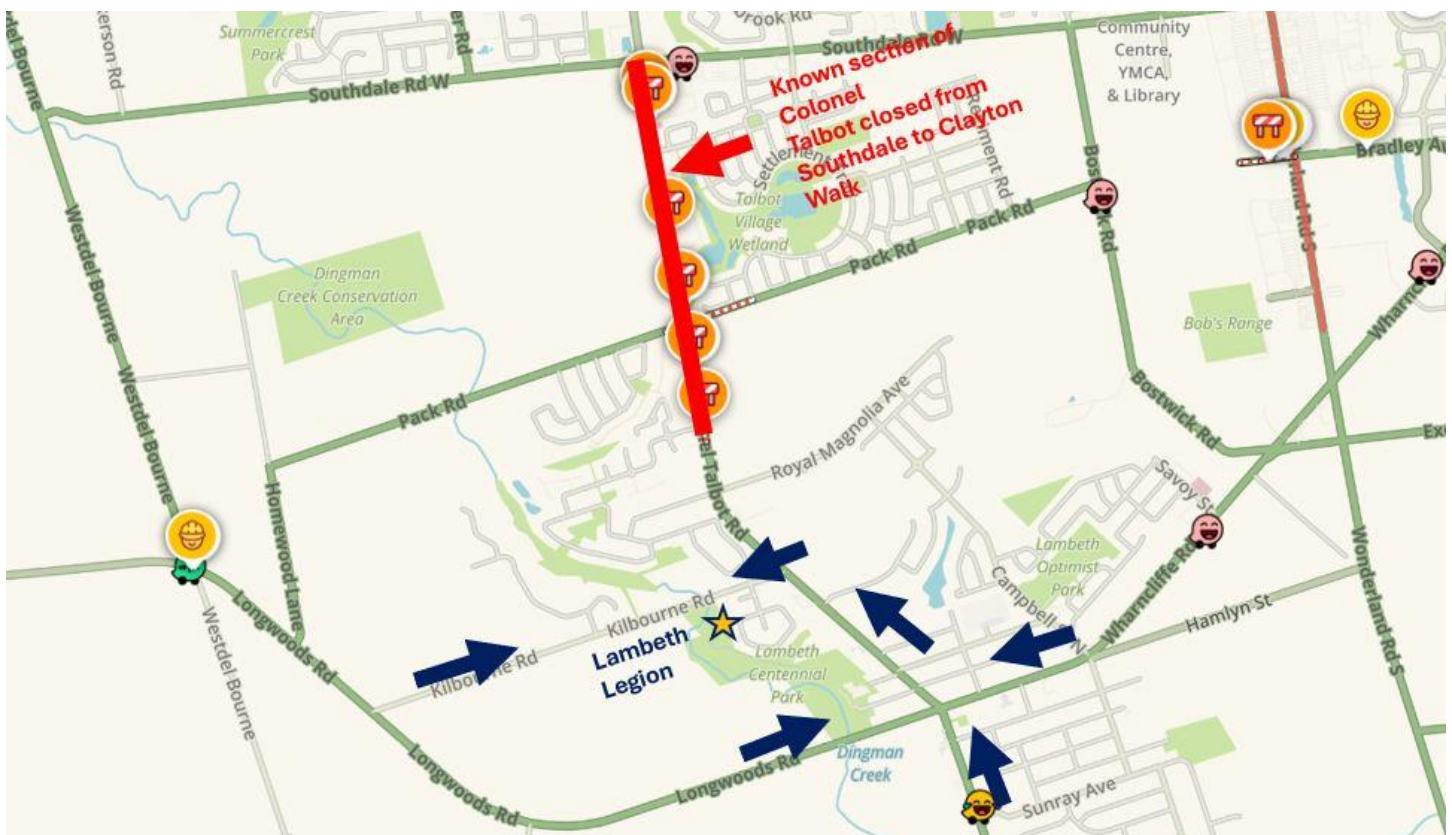 Summercrest
Park
Southdale Rd W
Southdale Rd W
Community
Centre,
YMCA,
& Library
Known section of
Colonel
Talbot closed from
Southdale to Clayton
Walk
Talbot
Village
Wetland
Pack Rd
Pack Rd
Pack Rd
Westdel Bourne
Westdel Bourne
Westdel Bourne
Dingman
Creek Conservation
Area
Bob's Range
Bostwick Rd
Royal Magnolia Ave
Savoy St
Homewood Lane
Lambeth
Optimist
Park
Wharncliffe Rd
Wonderland Rd S
Hamlyn St
Kilbourne Rd
Kilbourne Rd
Lambeth
Legion
Lambeth
Centennial
Park
Longwoods Rd
Longwoods Rd
Longwoods Rd
Dingman
Creek
Sunray Ave